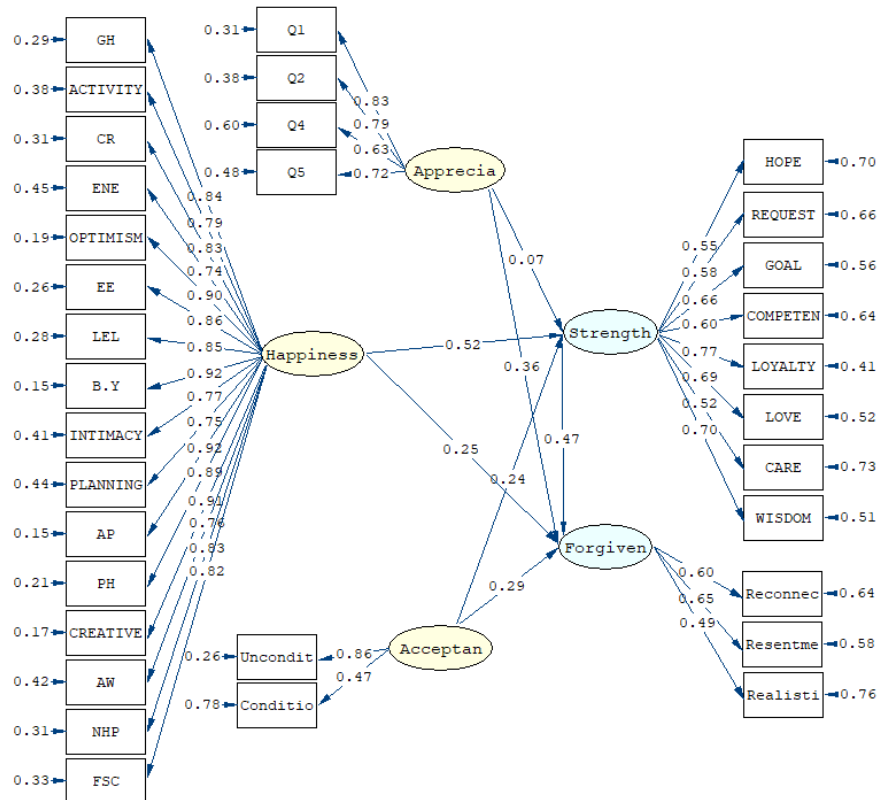 0.29 GH
0.38 ACTIVITY
0.31 CR
0.45 ENE
0.19 OPTIMISM
0.26 EE
0.28 LEL
0.15 B.Y
0.41 INTIMACY
0.44 PLANNING
0.15 AP
0.21 PH
0.17 CREATIVE
0.42 AW
0.31 NHP
0.33 FSC
0.84
0.79
0.83
0.74
0.90
0.86
0.85
0.92
0.77
0.75
0.92
0.89
0.91
0.76
0.83
0.82
Happiness
0.31 Q1
0.38 Q2
0.60 Q4
0.48 Q5
0.83
0.79
0.63
0.72
Apprecia
0.26 Uncondit
0.78 Conditio
0.86
0.47
Acceptan
0.07
0.52
0.36
0.25
0.24
0.47
0.29
Strength
Forgiven
0.55
0.58
0.66
0.60
0.77
0.69
0.52
0.70
HOPE 0.70
REQUEST 0.66
GOAL 0.56
COMPETEN 0.64
LOYALTY 0.41
LOVE 0.52
CARE 0.73
WISDOM 0.51
0.60
0.65
0.49
Reconnec 0.64
Resentme 0.58
Realisti 0.76